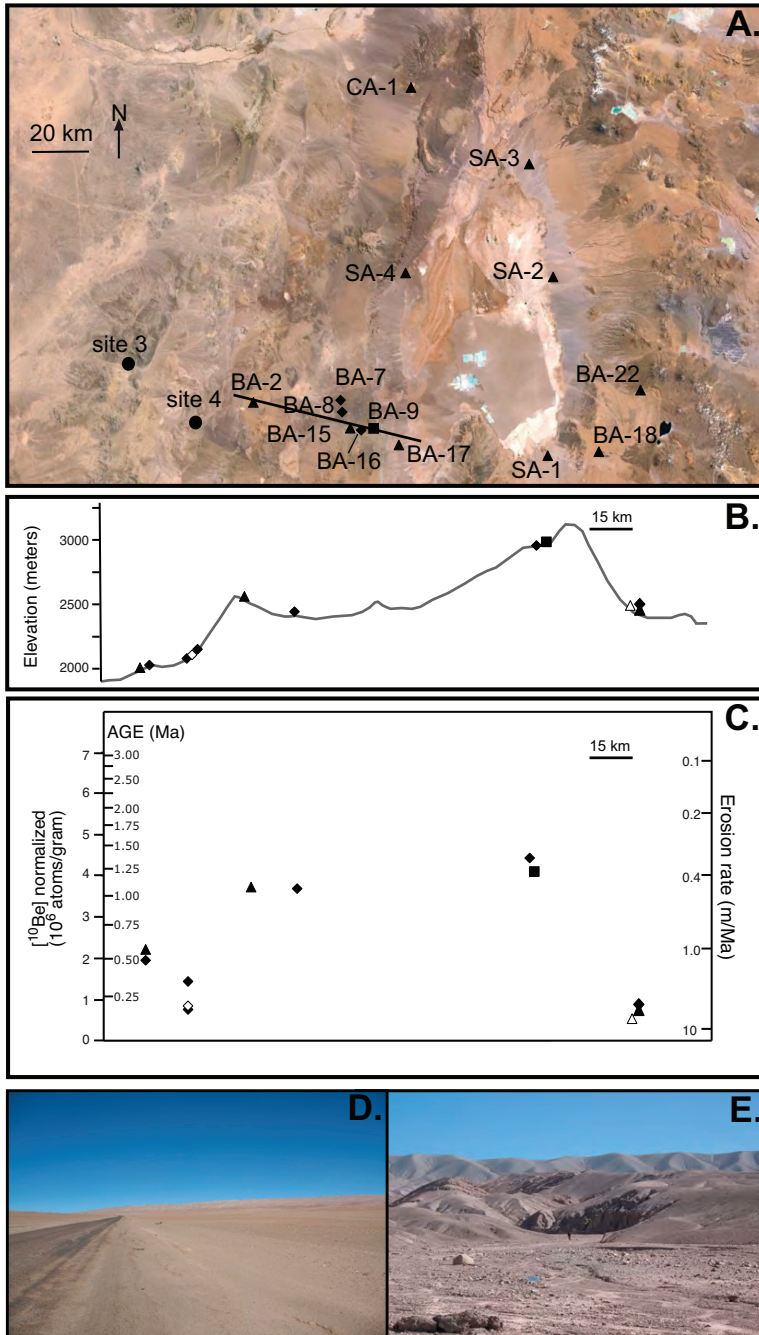 A.
CA-1
N
20 km
SA-3
SA-4
SA-2
site 3
BA-7
BA-22
BA-2
site 4
BA-8
BA-9
BA-15
BA-18
BA-16
BA-17
SA-1
B.
15 km
Elevation (meters)
3000
2500
2000
C.
AGE (Ma)
15 km
[¹⁰Be] normalized
(10⁶ atoms/gram)
7
6
5
4
3
2
1
0
3.00
2.50
2.00
1.75
1.50
1.25
1.00
0.75
0.50
0.25
0.1
0.2
0.4
1.0
10
Erosion rate (m/Ma)
D.
E.